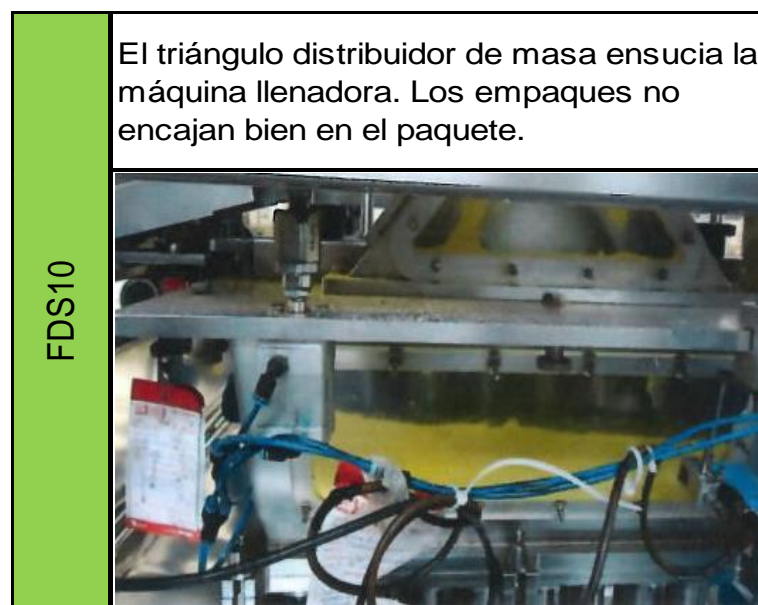 El triángulo distribuidor de masa ensucia la
máquina llenadora. Los empaques no
encajan bien en el paquete.
FDS10